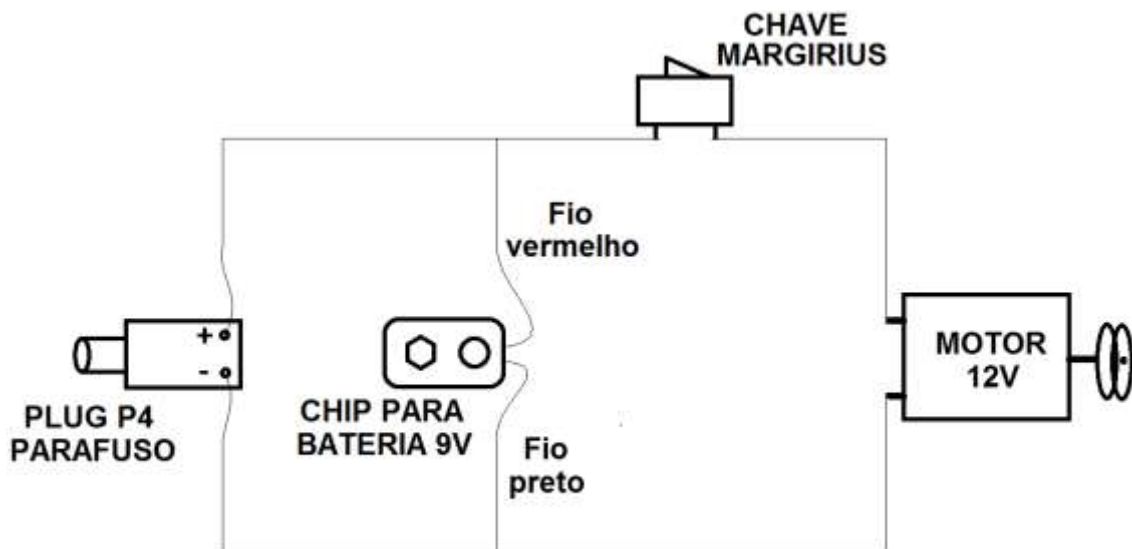 CHAVE
MARGIRIUS
Fio
vermelho
+
-
PLUG P4
PARAFUSO
CHIP PARA
BATERIA 9V
Fio
preto
MOTOR
12V